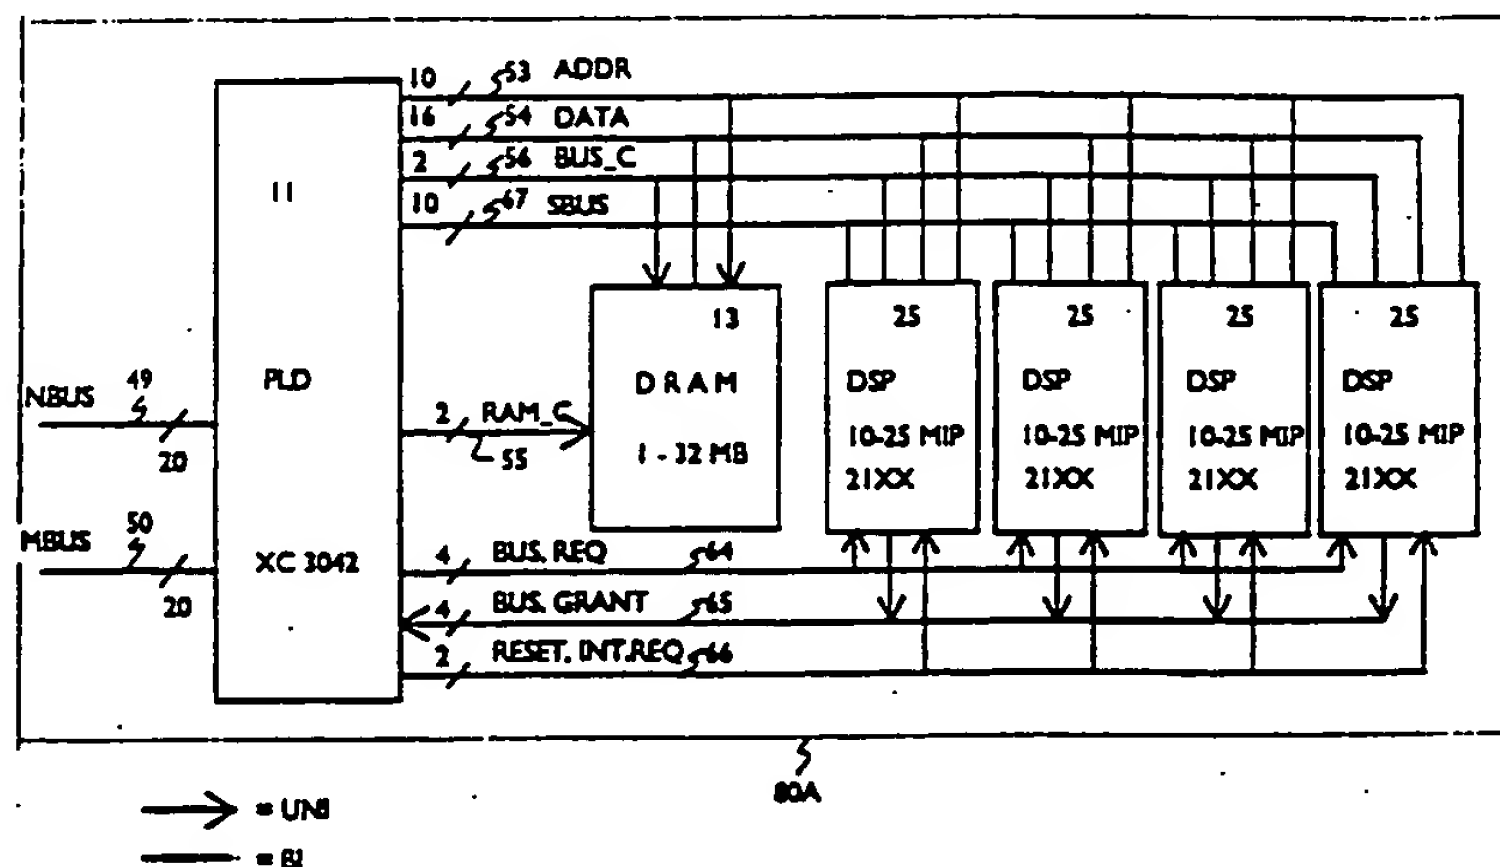 10 53 ADDR
16 54 DATA
2 56 BUS_C
10 67 SBUS
11
PLD
XC 3042
NBUS 49
20
MBUS 50
20
2 RAM_C
55
13
DRAM
1 - 32 MB
25
DSP
10-25 MIP
21XX
25
DSP
10-25 MIP
21XX
25
DSP
10-25 MIP
21XX
25
DSP
10-25 MIP
21XX
4 BUS. REQ 64
4 BUS. GRANT 65
2 RESET. INT.REQ 66
80A
= UNI
= BI